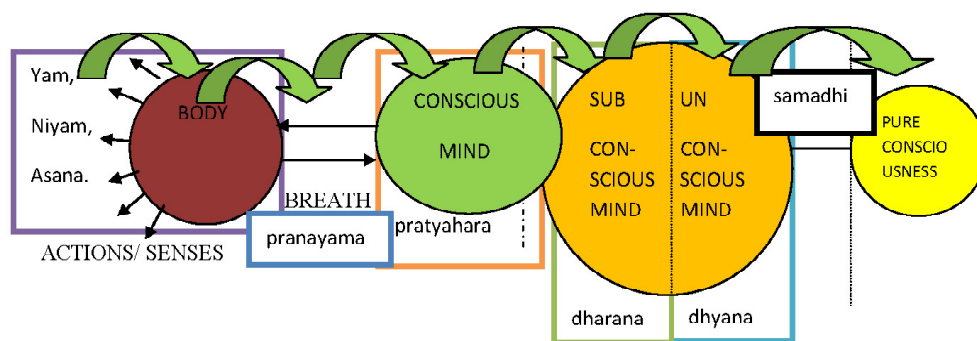 Yam,
Niyam,
Asana.
BODY
ACTIONS/ SENSES
BREATH
pranayama
CONSCIOUS
MIND
pratyahara
SUB
CON-
SCIOUS
MIND
dharana
UN
CON-
SCIOUS
MIND
dhyana
samadhi
PURE
CONSCIO
USNESS